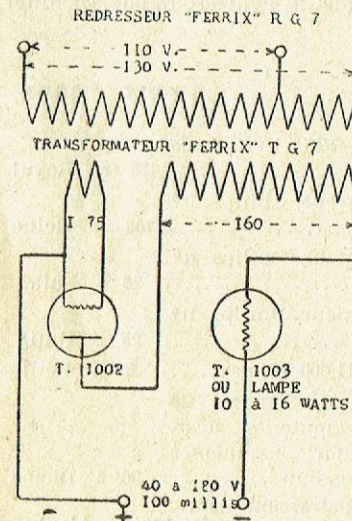 REDRESSEUR "FERRIX" R G 7
110 V.
130 V.
TRANSFORMATEUR "FERRIX" T G 7
I 75
160
T. 1002
T. 1003
OU LAMPE
10 à 16 WATTS
40 a 120 V
100 millis
+
-